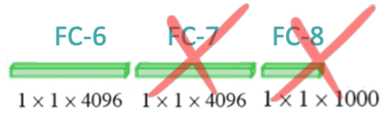 FC-6 FC-7 FC-8
1 × 1 × 4096 1 × 1 × 4096 1 × 1 × 1000